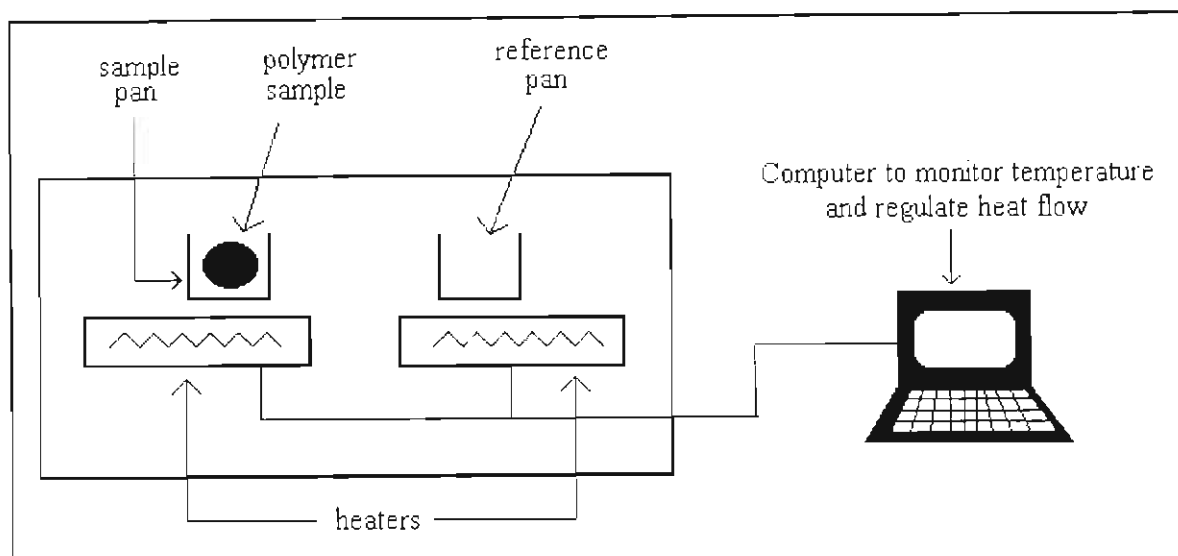 sample
pan
polymer
sample
reference
pan
Computer to monitor temperature
and regulate heat flow
heaters